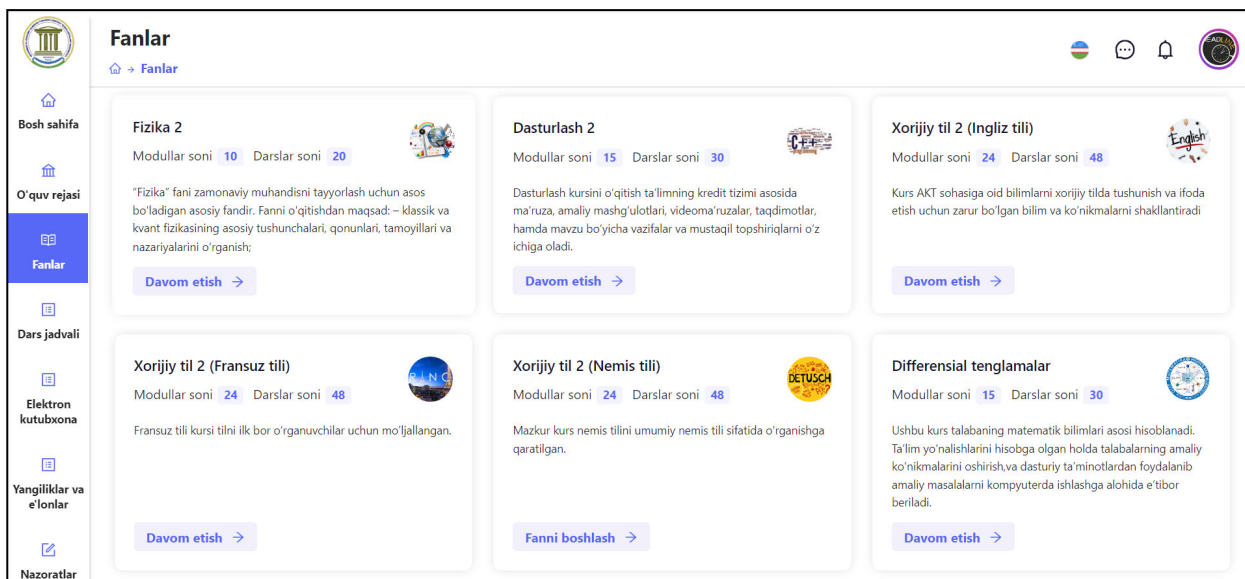 Fanlar
Fanlar
Bosh sahifa
O'quv rejasi
Fanlar
Dars jadvali
Elektron
kutubxona
Yangiliklar va
e'lonlar
Nazoratlar
Fizika 2
Modullar soni 10 Darslar soni 20
"Fizika" fani zamonaviy muhandisni tayyorlash uchun asos
bo'ladigan asosiy fandir. Fanni o'qitishdan maqsad: – klassik va
kvant fizikasining asosiy tushunchalari, qonunlari, tamoyillari va
nazariyalarini o'rganish;
Davom etish →
Dasturlash 2
Modullar soni 15 Darslar soni 30
C++
Dasturlash kursini o'qitish ta'limning kredit tizimi asosida
ma'ruza, amaliy mashg'ulotlari, videoma'ruzalar, taqdimotlar,
hamda mavzu bo'yicha vazifalar va mustaqil topshiriqlarni o'z
ichiga oladi.
Davom etish →
Xorijiy til 2 (Ingliz tili)
Modullar soni 24 Darslar soni 48
English
Kurs AKT sohasiga oid bilimlarni xorijiy tilda tushunish va ifoda
etish uchun zarur bo'lgan bilim va ko'nikmalarni shakllantiradi
Davom etish →
Xorijiy til 2 (Fransuz tili)
Modullar soni 24 Darslar soni 48
Fransuz tili kursi tilni ilk bor o'rganuvchilar uchun mo'ljallangan.
Davom etish →
Xorijiy til 2 (Nemis tili)
Modullar soni 24 Darslar soni 48
DETUSCH
Mazkur kurs nemis tilini umumiy nemis tili sifatida o'rganishga
qaratilgan.
Fanni boshlash →
Differensial tenglamalar
Modullar soni 15 Darslar soni 30
Ushbu kurs talabaning matematik bilimlari asosi hisoblanadi.
Ta'lim yo'nalishlarini hisobga olgan holda talabalarning amaliy
ko'nikmalarini oshirish,va dasturiy ta'minotlardan foydalanib
amaliy masalalarni kompyuterda ishlashga alohida e'tibor
beriladi.
Davom etish →